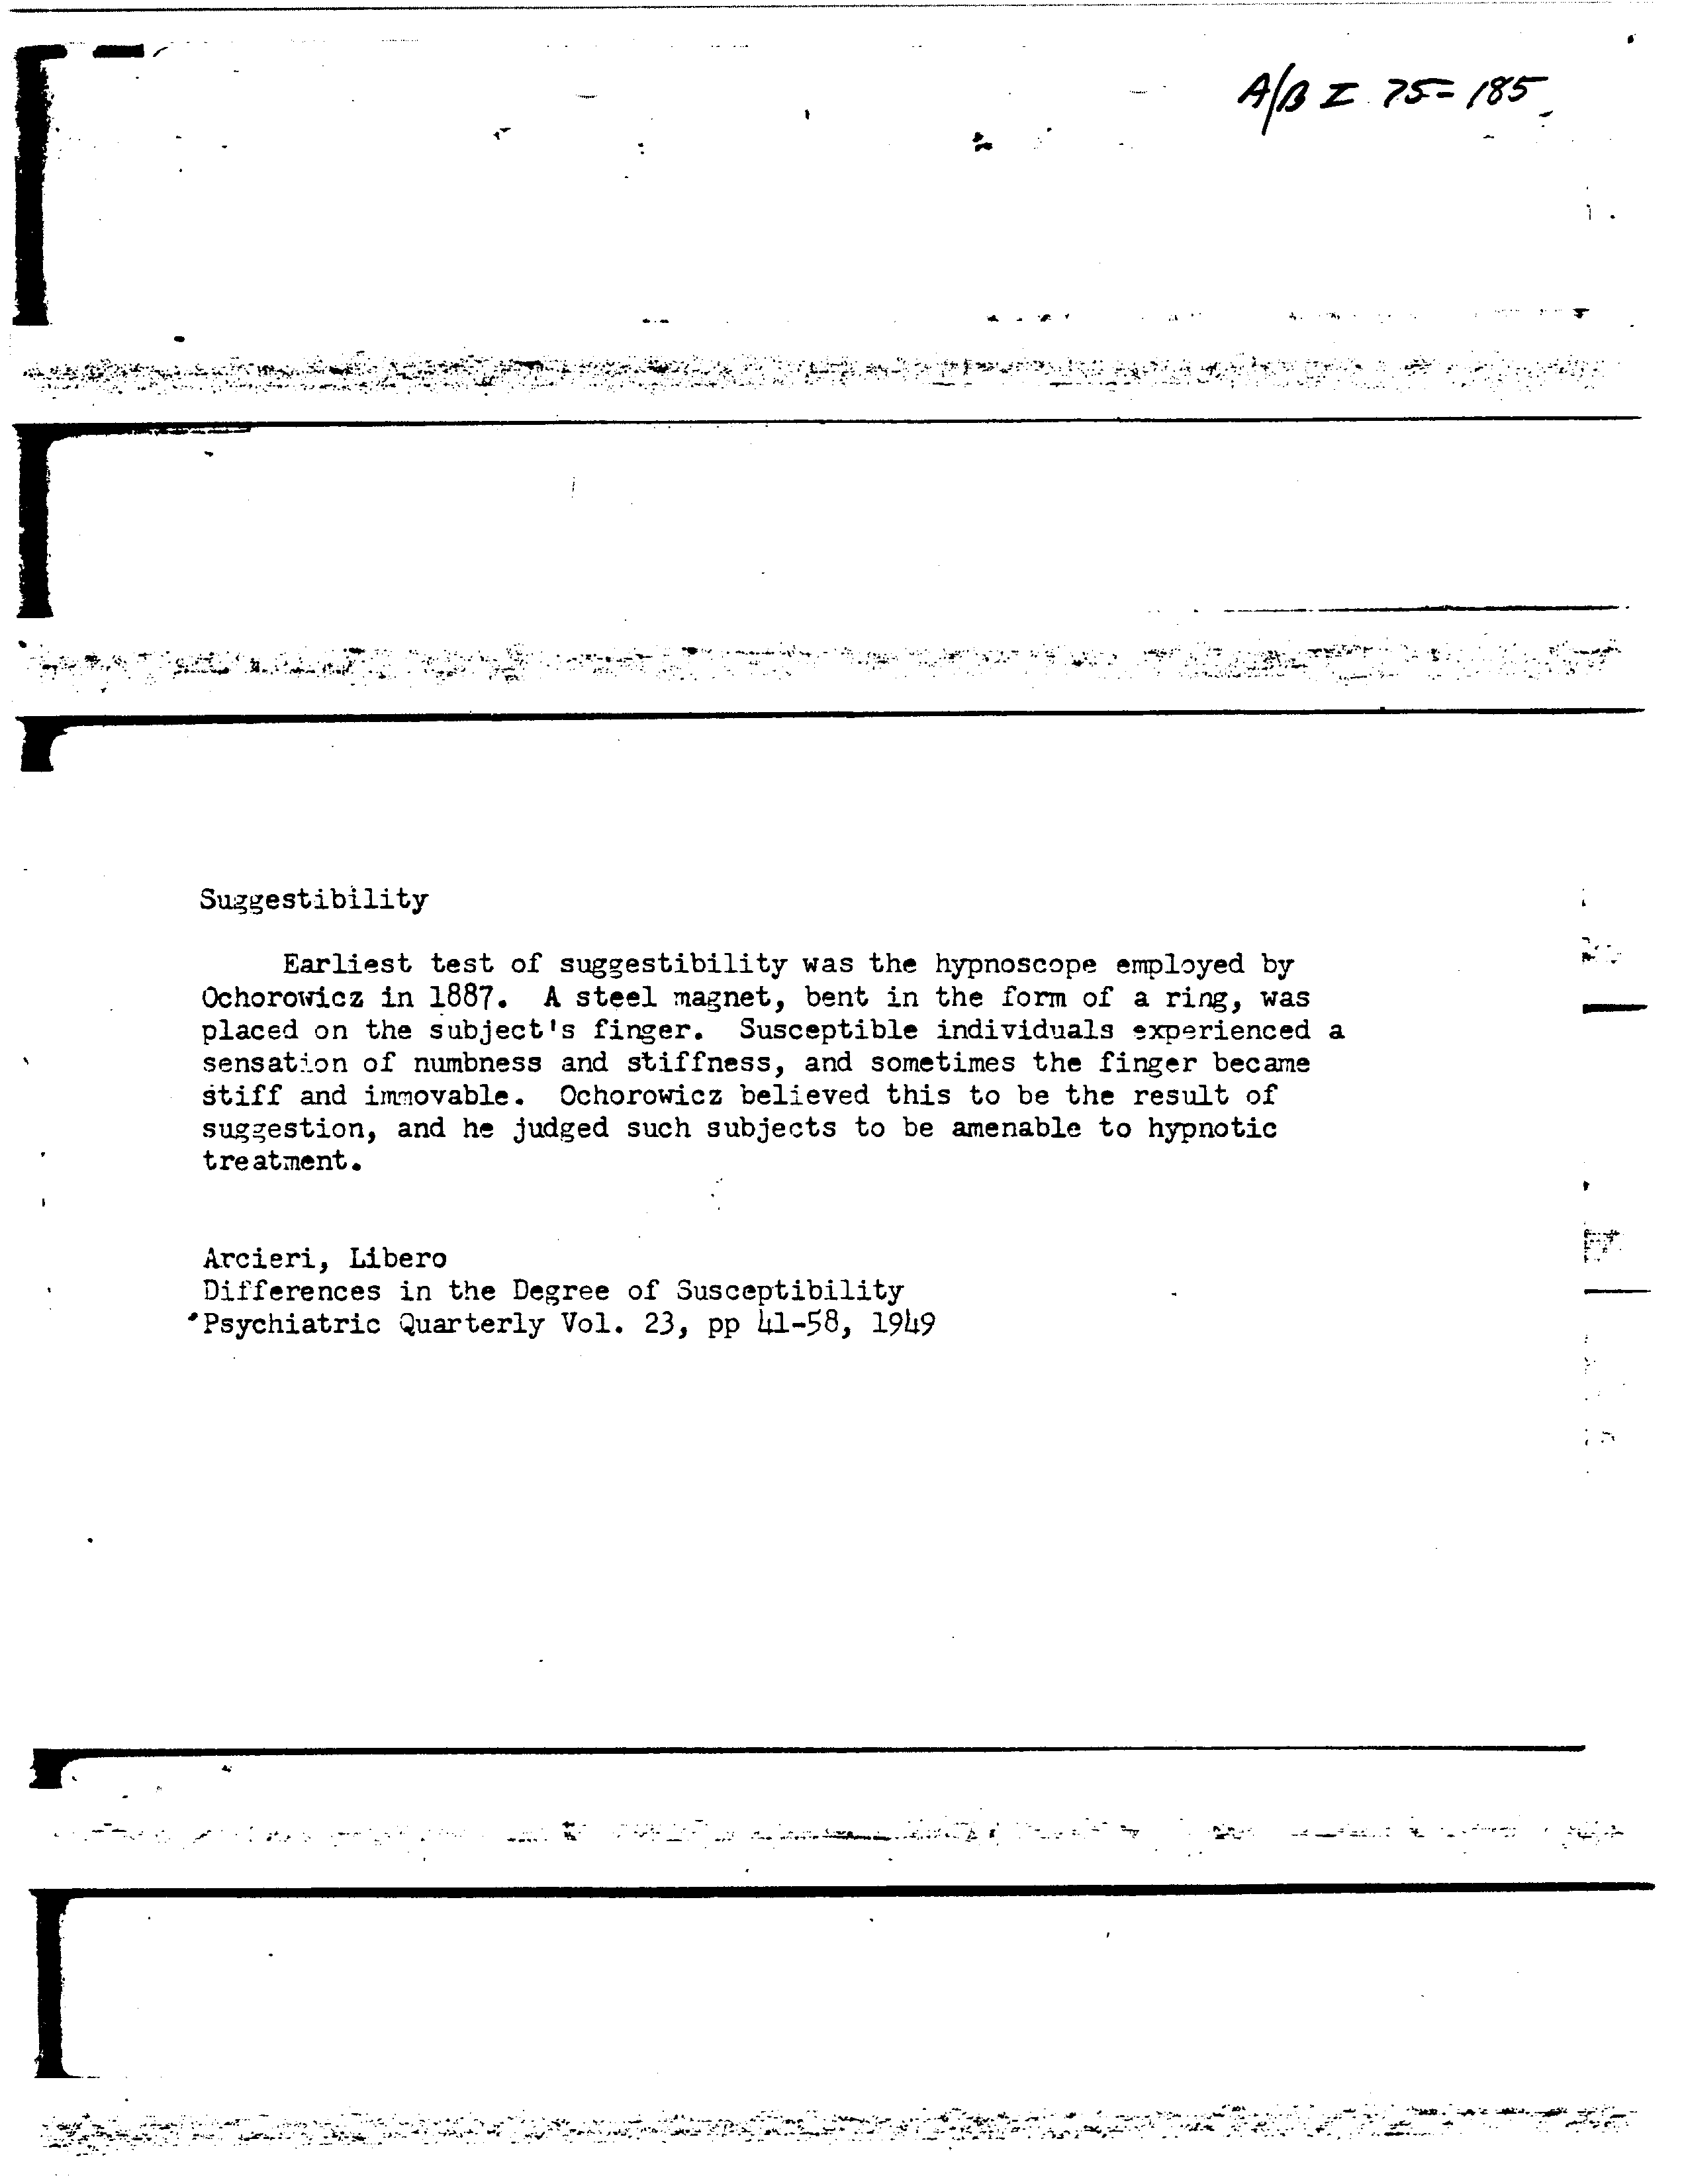 A/B I 75= 185
Suggestibility
Earliest test of suggestibility was the hypnoscope employed by
Ochorowicz in 1887. A steel magnet, bent in the form of a ring, was
placed on the subject's finger. Susceptible individuals experienced a
sensation of numbness and stiffness, and sometimes the finger became
stiff and immovable. Ochorowicz believed this to be the result of
suggestion, and he judged such subjects to be amenable to hypnotic
treatment.
Arcieri, Libero
Differences in the Degree of Susceptibility
Psychiatric Quarterly Vol. 23, pp 41-58, 1949